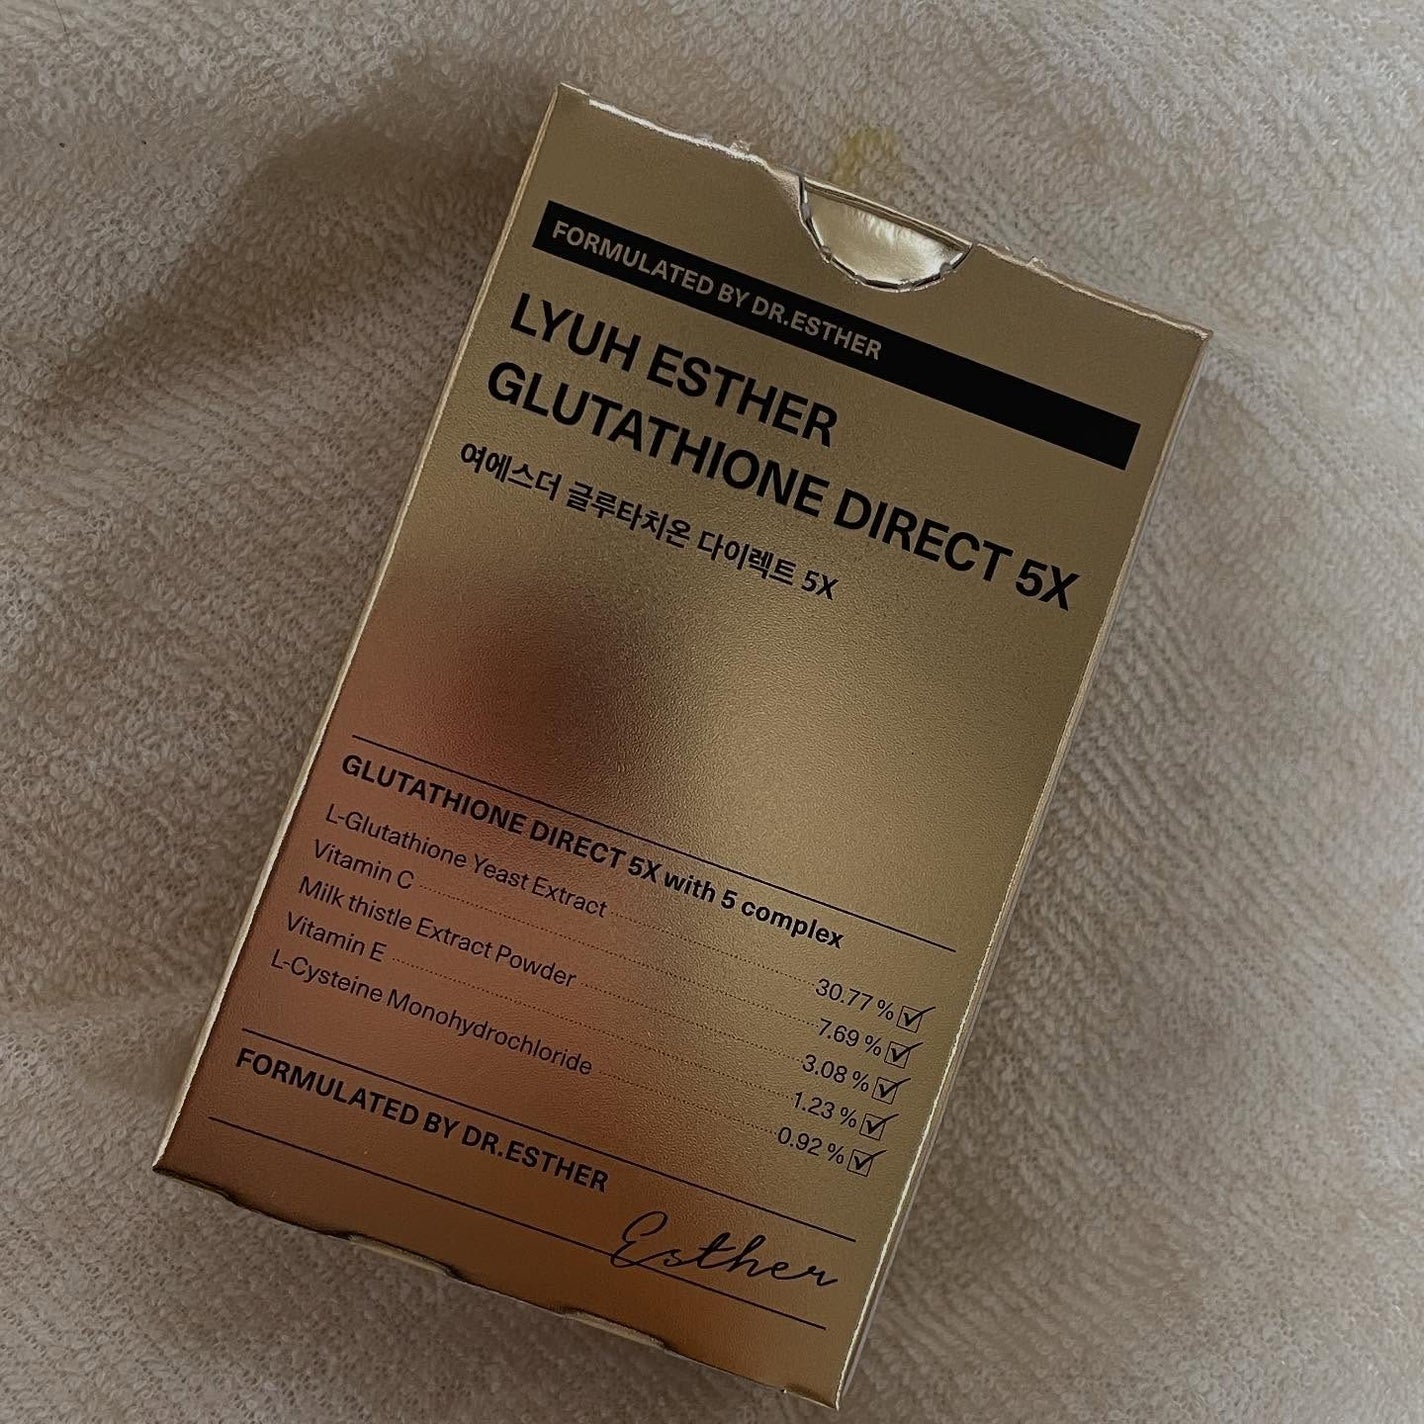 FORMULATED BY DR.ESTHER
LYUH ESTHER
GLUTATHIONE DIRECT 5X
여에스더 글루타치온 다이렉트 5X
GLUTATHIONE DIRECT 5X with 5 complex
L-Glutathione Yeast Extract 30.77 %
Vitamin C 7.69 %
Milk thistle Extract Powder 3.08 %
Vitamin E 1.23 %
L-Cysteine Monohydrochloride 0.92 %
FORMULATED BY DR.ESTHER
Esther